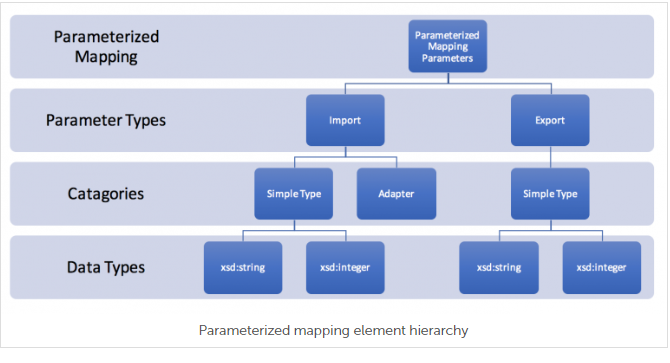 Parameterized
Mapping
Parameterized
Mapping
Parameters
Parameter Types
Import
Export
Catagories
Simple Type
Adapter
Simple Type
Data Types
xsd:string
xsd:integer
xsd:string
xsd:integer
Parameterized mapping element hierarchy